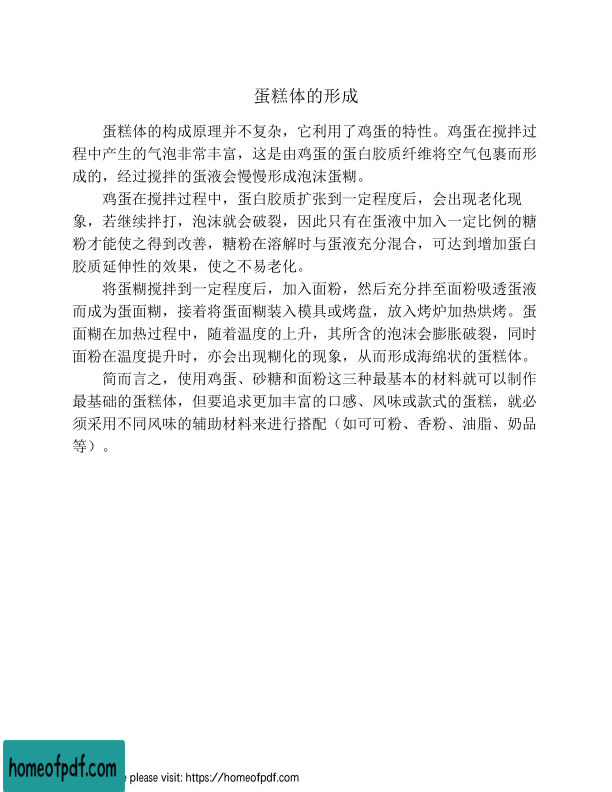 蛋糕体的形成
蛋糕体的构成原理并不复杂，它利用了鸡蛋的特性。鸡蛋在搅拌过
程中产生的气泡非常丰富，这是由鸡蛋的蛋白胶质纤维将空气包裹而形
成的，经过搅拌的蛋液会慢慢形成泡沫蛋糊。
鸡蛋在搅拌过程中，蛋白胶质扩张到一定程度后，会出现老化现
象，若继续拌打，泡沫就会破裂，因此只有在蛋液中加入一定比例的糖
粉才能使之得到改善，糖粉在溶解时与蛋液充分混合，可达到增加蛋白
胶质延伸性的效果，使之不易老化。
将蛋糊搅拌到一定程度后，加入面粉，然后充分拌至面粉吸透蛋液
而成为蛋面糊，接着将蛋面糊装入模具或烤盘，放入烤炉加热烘烤。蛋
面糊在加热过程中，随着温度的上升，其所含的泡沫会膨胀破裂，同时
面粉在温度提升时，亦会出现糊化的现象，从而形成海绵状的蛋糕体。
简而言之，使用鸡蛋、砂糖和面粉这三种最基本的材料就可以制作
最基础的蛋糕体，但要追求更加丰富的口感、风味或款式的蛋糕，就必
须采用不同风味的辅助材料来进行搭配（如可可粉、香粉、油脂、奶品
等）。
homeofpdf.com
e please visit: https://homeofpdf.com